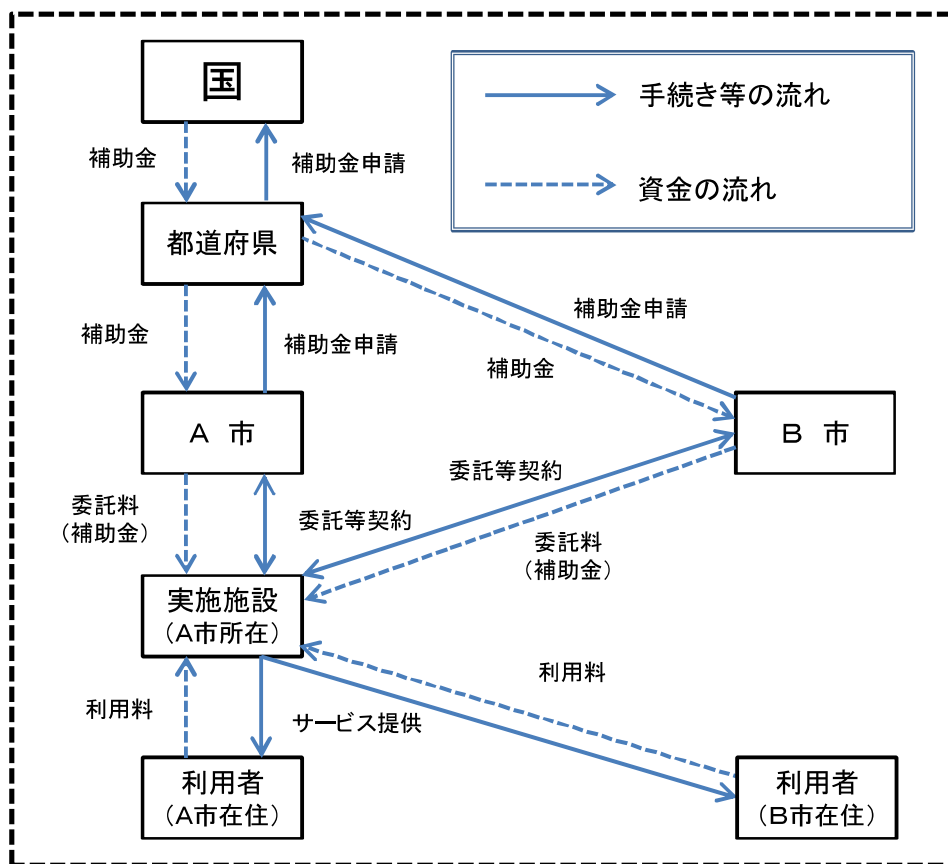 国
手続き等の流れ
資金の流れ
補助金
補助金申請
都道府県
補助金
補助金申請
補助金申請
補助金
A 市
B 市
委託料
(補助金)
委託等契約
委託等契約
委託料
(補助金)
実施施設
(A市所在)
利用料
サービス提供
利用料
利用者
(A市在住)
利用者
(B市在住)